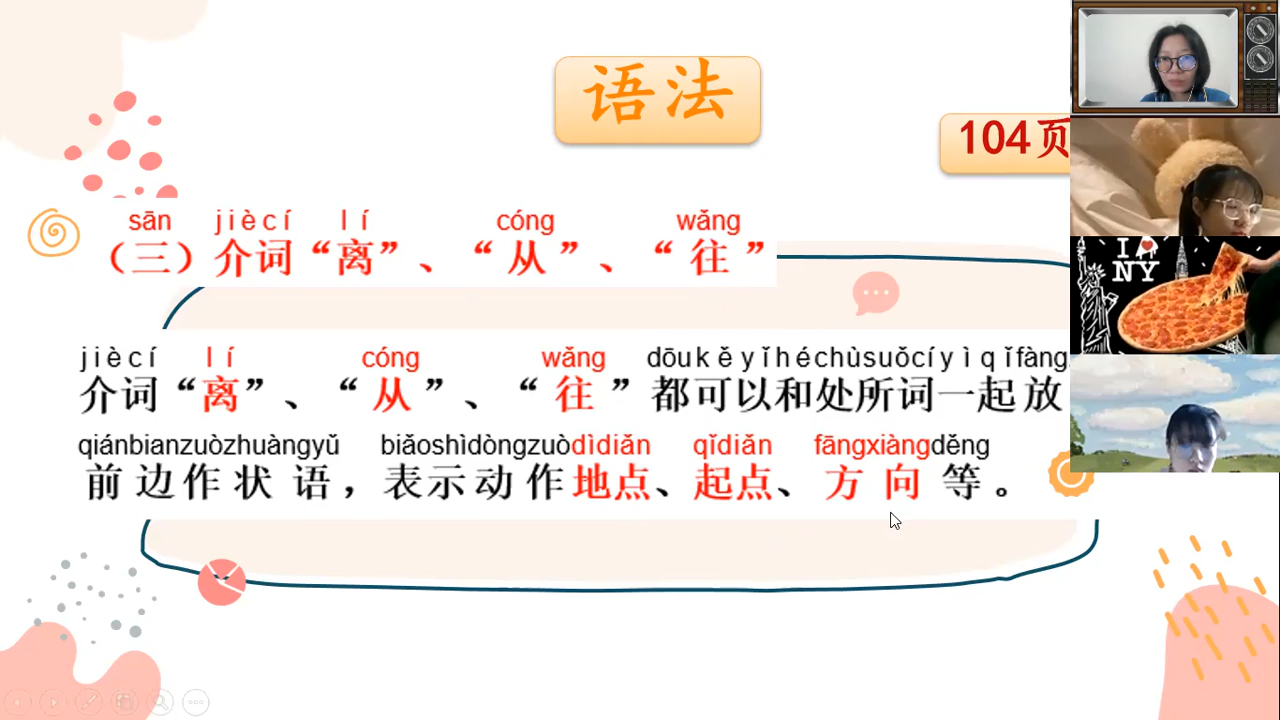 语法
104页
sān jiècí lí cóng wǎng
（三）介词“离”、“从”、“往”
jiècí lí cóng wǎng dōukěyǐhéchùsuǒcíyìqǐfàng
介词“离”、“从”、“往”都可以和处所词一起放
qiánbianzuòzhuàngyǔ biǎoshìdòngzuòdìdiǎn qǐdiǎn fāngxiàngděng
前边作状语，表示动作地点、起点、方向等。
I
NY